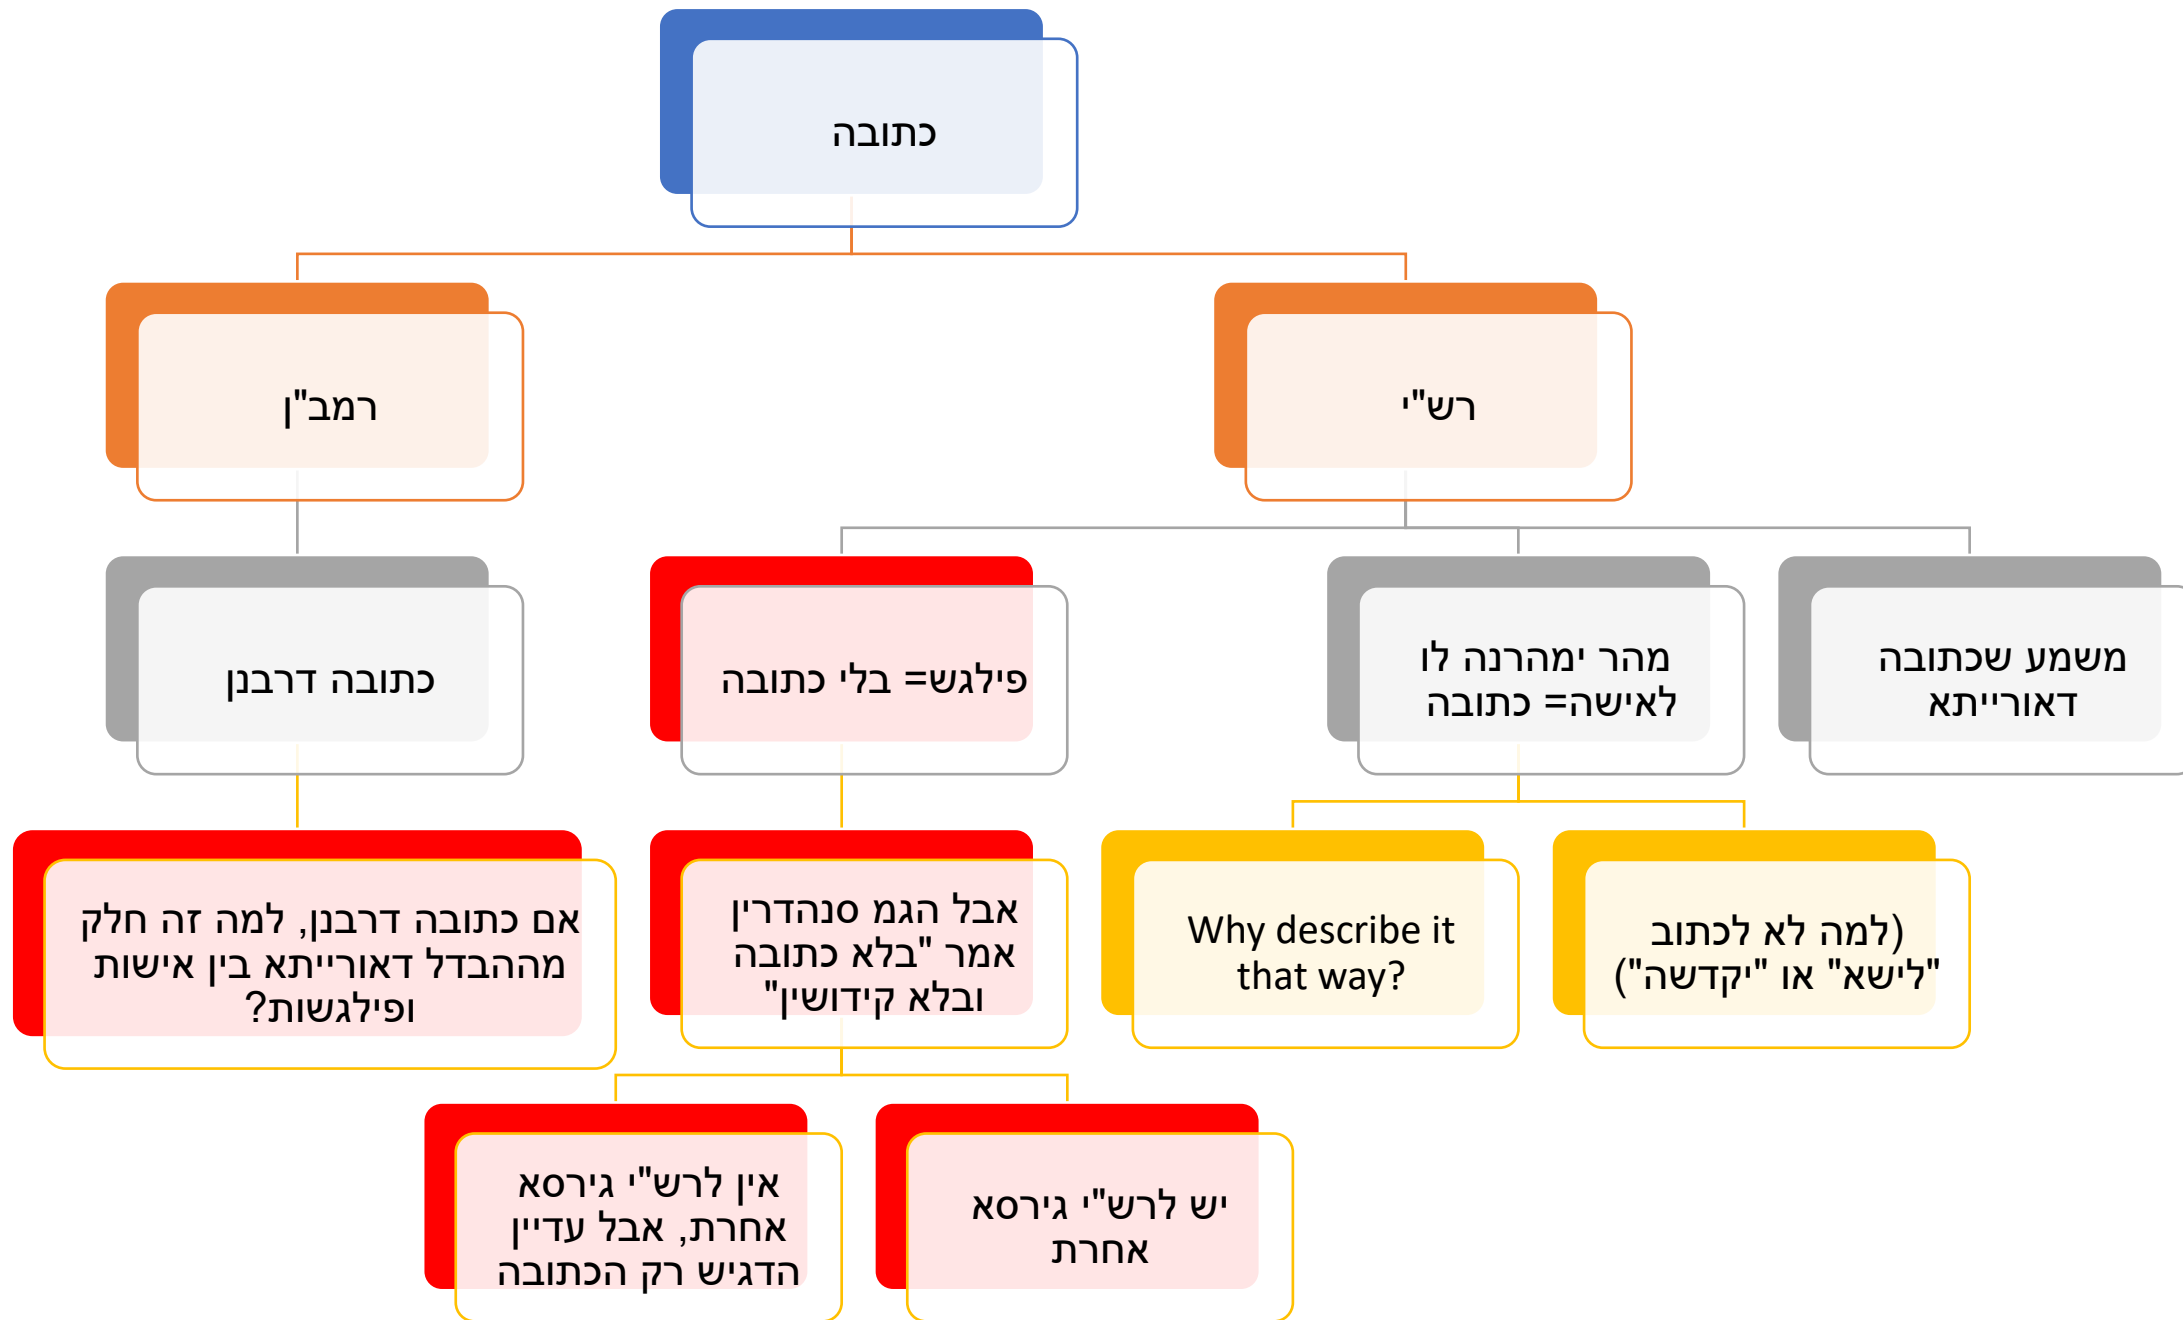 כתובה
רש"י
רמב"ן
משמע שכתובה
דאורייתא
מהר ימהרנה לו
לאישה= כתובה
פילגש= בלי כתובה
כתובה דרבנן
(למה לא לכתוב
"לישא" או "יקדשה")
Why describe it
that way?
אבל הגמ סנהדרין
אמר "בלא כתובה
ובלא קידושין"
אם כתובה דרבנן, למה זה חלק
מההבדל דאורייתא בין אישות
ופילגשות?
יש לרש"י גירסא
אחרת
אין לרש"י גירסא
אחרת, אבל עדיין
הדגיש רק הכתובה